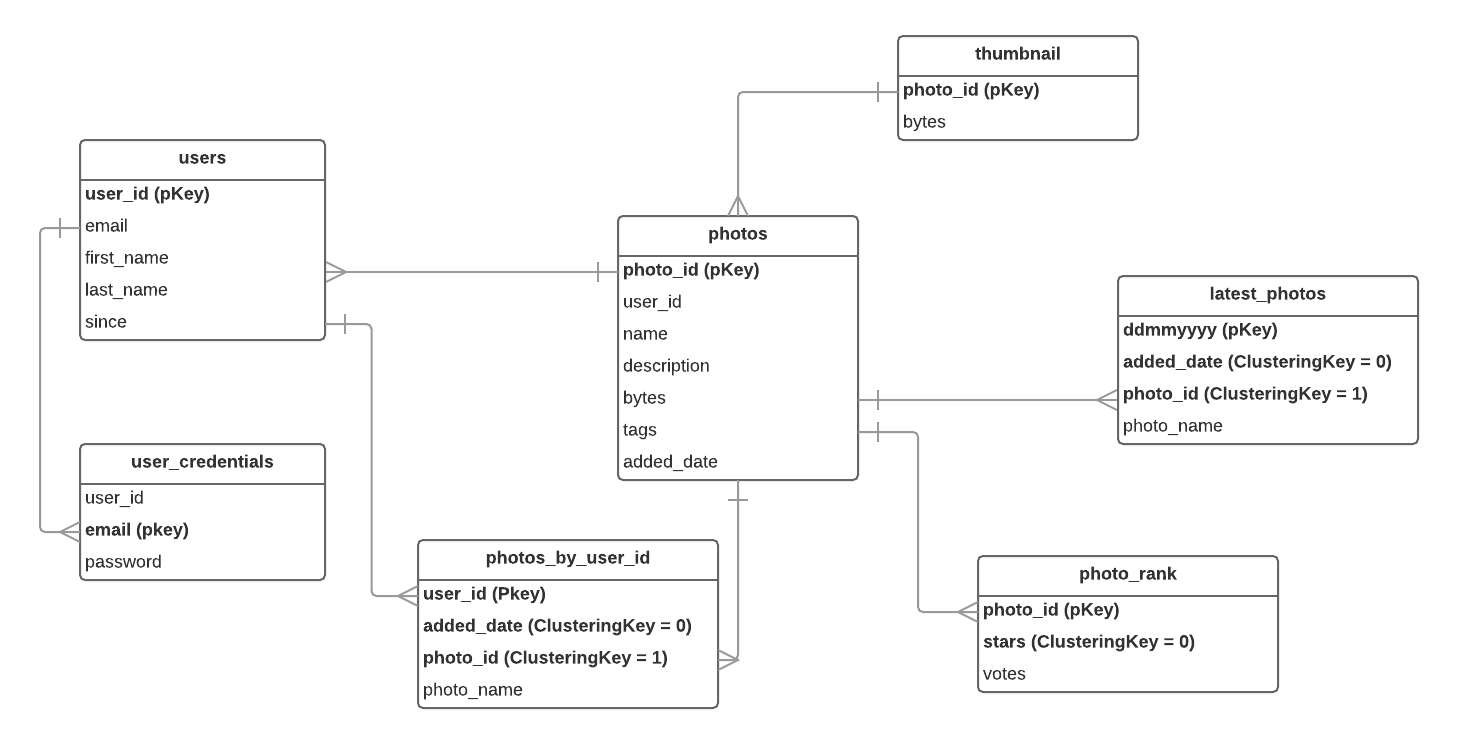 thumbnail
photo_id (pKey)
bytes
users
user_id (pKey)
email
first_name
last_name
since
photos
photo_id (pKey)
user_id
name
description
bytes
tags
added_date
latest_photos
ddmmyyyy (pKey)
added_date (ClusteringKey = 0)
photo_id (ClusteringKey = 1)
photo_name
user_credentials
user_id
email (pkey)
password
photos_by_user_id
user_id (Pkey)
added_date (ClusteringKey = 0)
photo_id (ClusteringKey = 1)
photo_name
photo_rank
photo_id (pKey)
stars (ClusteringKey = 0)
votes